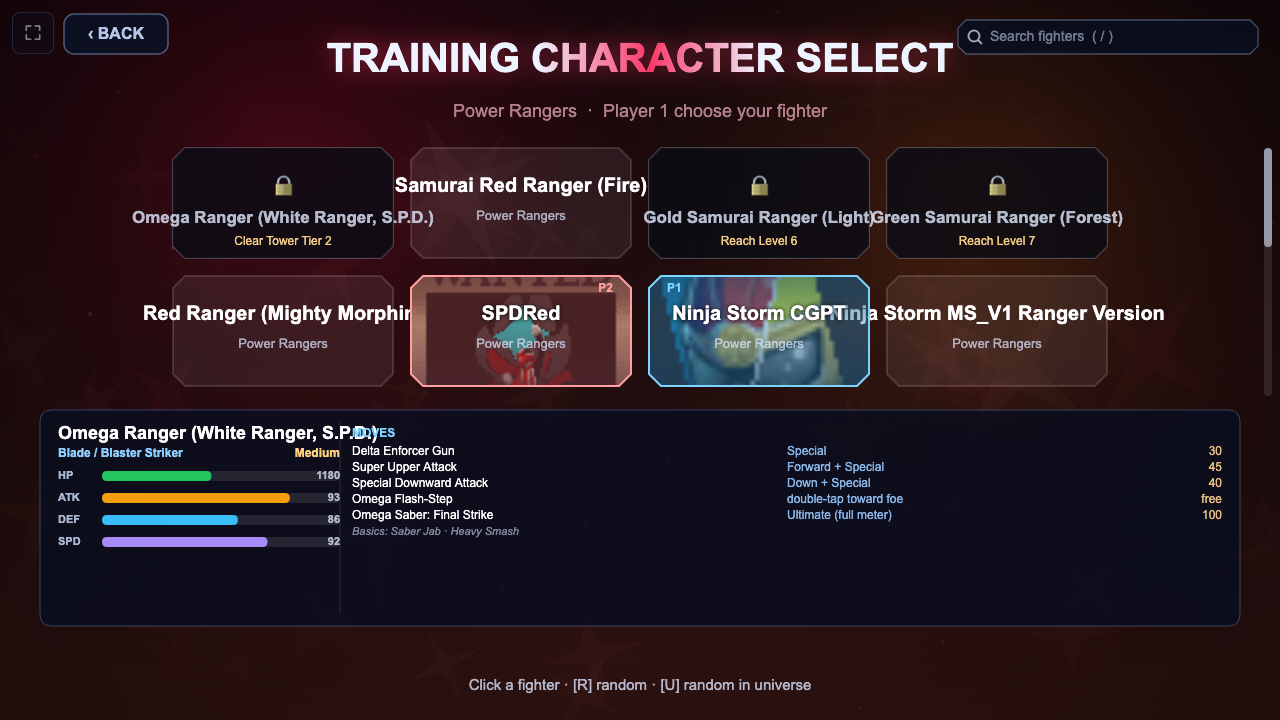 ‹ BACK
Search fighters ( / )
TRAINING CHARACTER SELECT
Power Rangers · Player 1 choose your fighter
Omega Ranger (White Ranger, S.P.D.)
Clear Tower Tier 2
Samurai Red Ranger (Fire)
Power Rangers
Gold Samurai Ranger (Light)
Reach Level 6
Green Samurai Ranger (Forest)
Reach Level 7
Red Ranger (Mighty Morphin
Power Rangers
WANTED
P2
SPDRed
Power Rangers
P1
Ninja Storm CGPT
Power Rangers
Ninja Storm MS_V1 Ranger Version
Power Rangers
Omega Ranger (White Ranger, S.P.D.)
Blade / Blaster Striker Medium
HP 1180
ATK 93
DEF 86
SPD 92
MOVES
Delta Enforcer Gun Special 30
Super Upper Attack Forward + Special 45
Special Downward Attack Down + Special 40
Omega Flash-Step double-tap toward foe free
Omega Saber: Final Strike Ultimate (full meter) 100
Basics: Saber Jab · Heavy Smash
Click a fighter · [R] random · [U] random in universe